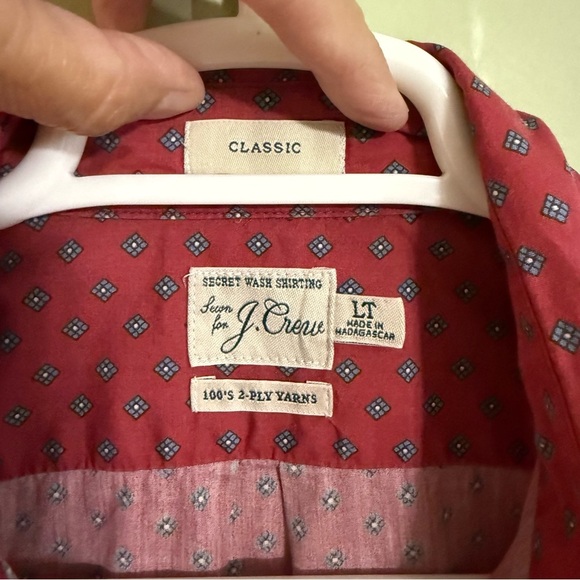 CLASSIC
SECRET WASH SHIRTING
Sewn for
J.Crew
LT
MADE IN
MADAGASCAR
100'S 2-PLY YARNS